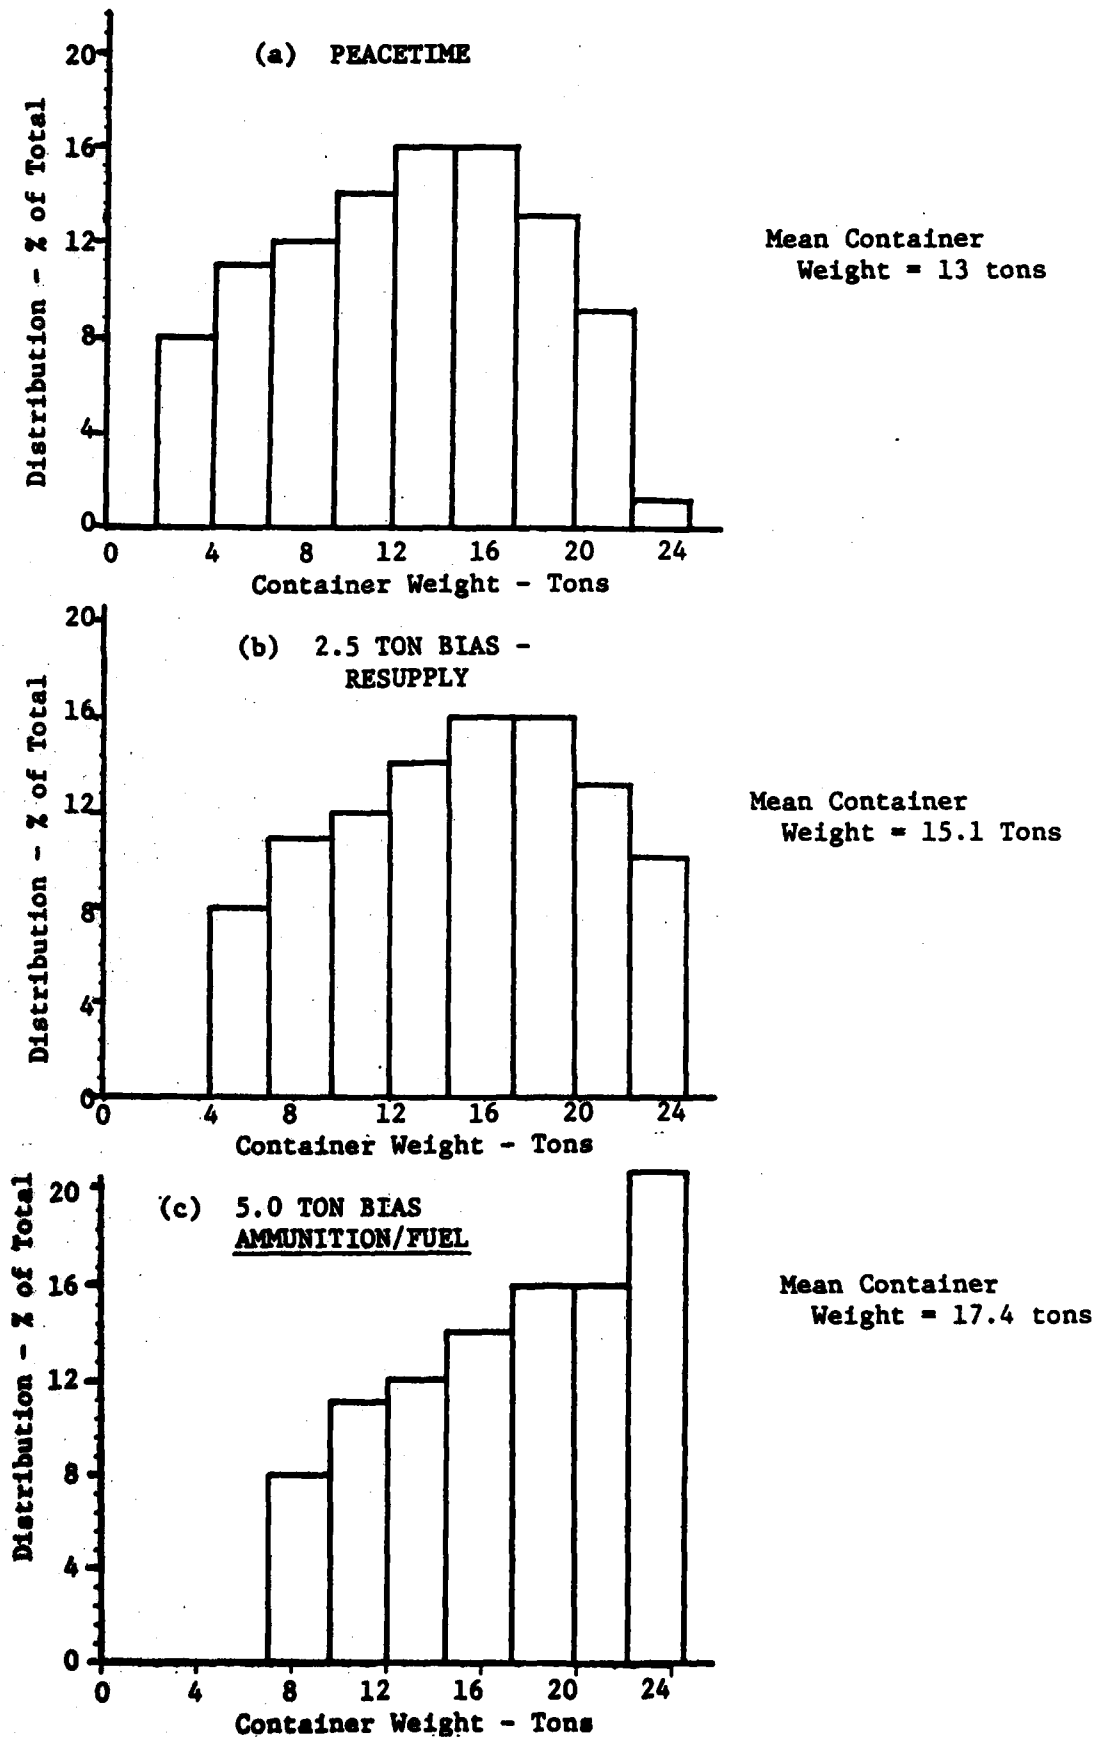 (a) PEACETIME
Distribution - % of Total
20
16
12
8
4
0
0 4 8 12 16 20 24
Container Weight - Tons
Mean Container
Weight = 13 tons
(b) 2.5 TON BIAS -
RESUPPLY
Distribution - % of Total
20
16
12
8
4
0
0 4 8 12 16 20 24
Container Weight - Tons
Mean Container
Weight = 15.1 Tons
(c) 5.0 TON BIAS
AMMUNITION/FUEL
Distribution - % of Total
20
16
12
8
4
0
0 4 8 12 16 20 24
Container Weight - Tons
Mean Container
Weight = 17.4 tons